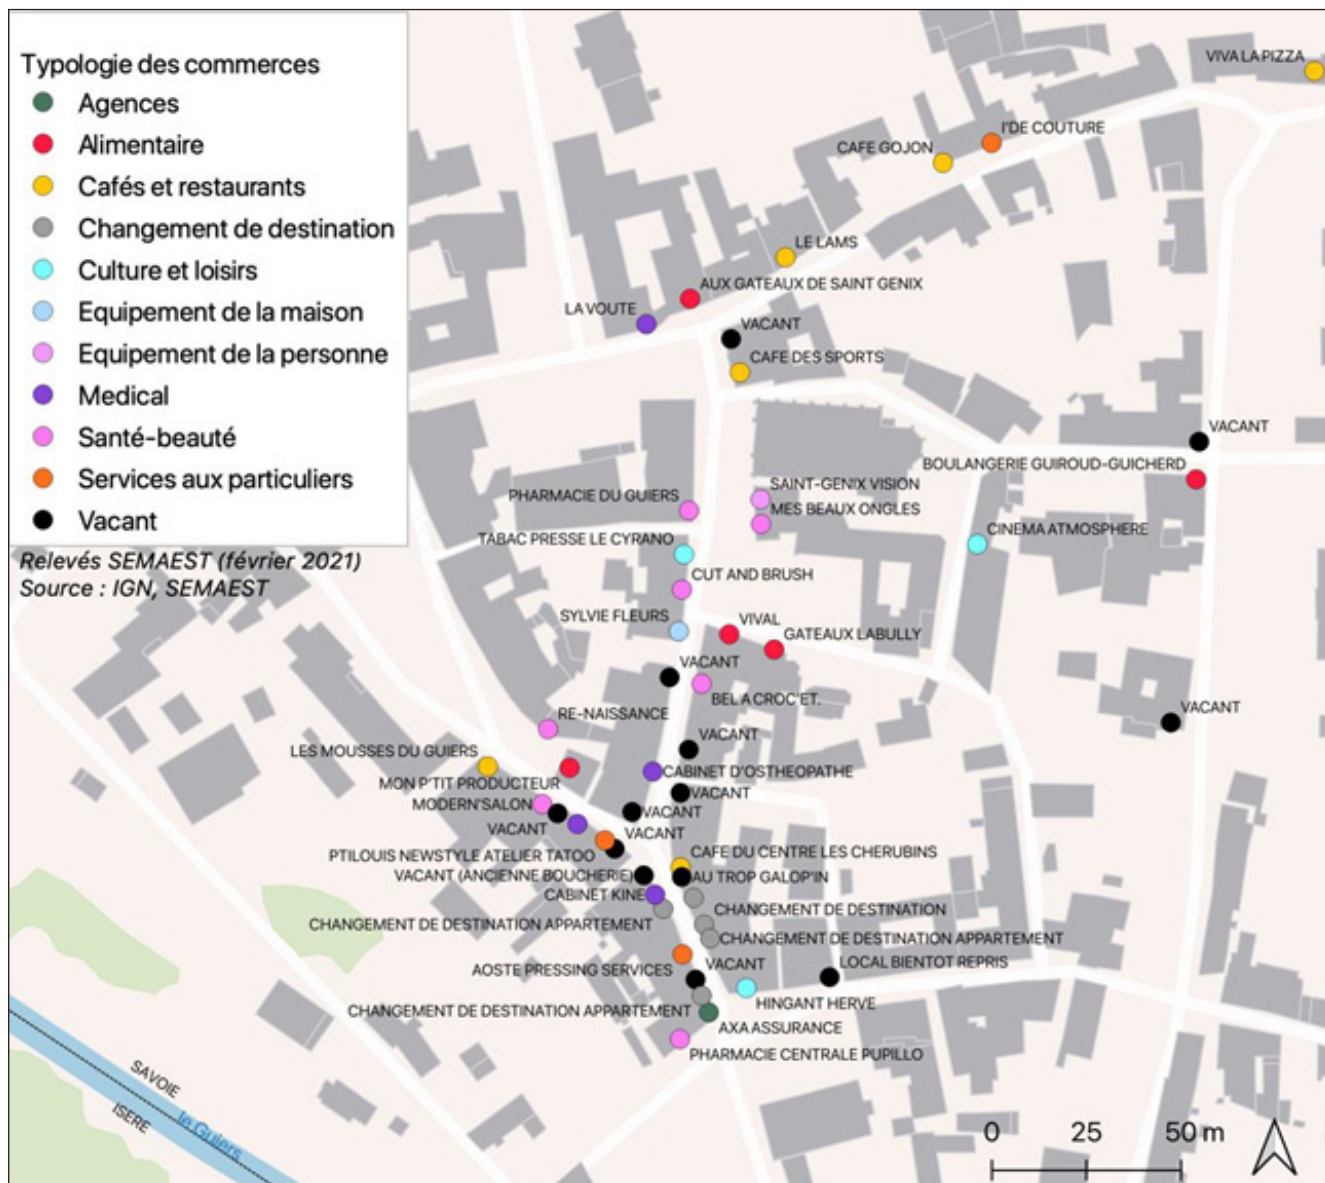 Typologie des commerces
Agences
Alimentaire
Cafés et restaurants
Changement de destination
Culture et loisirs
Equipement de la maison
Equipement de la personne
Medical
Santé-beauté
Services aux particuliers
Vacant
Relevés SEMAEST (février 2021)
Source : IGN, SEMAEST
VIVA LA PIZZA
I'DE COUTURE
CAFE GOJON
LE LAMS
AUX GATEAUX DE SAINT GENIX
LA VOUTE
VACANT
CAFE DES SPORTS
VACANT
BOULANGERIE GUIROUD-GUICHERD
SAINT-GENIX VISION
PHARMACIE DU GUIERS
MES BEAUX ONGLES
CINEMA ATMOSPHERE
TABAC PRESSE LE CYRANO
CUT AND BRUSH
SYLVIE FLEURS
VIVAL
GATEAUX LABULLY
VACANT
BEL A CROC'ET.
VACANT
RE-NAISSANCE
VACANT
LES MOUSSES DU GUIERS
CABINET D'OSTHEOPATHE
MON P'TIT PRODUCTEUR
VACANT
MODERN'SALON
VACANT
VACANT
VACANT
PTILOUIS NEWSTYLE ATELIER TATOO
CAFE DU CENTRE LES CHERUBINS
VACANT (ANCIENNE BOUCHERIE)
AU TROP GALOP'IN
CABINET KINE
CHANGEMENT DE DESTINATION
CHANGEMENT DE DESTINATION APPARTEMENT
CHANGEMENT DE DESTINATION APPARTEMENT
AOSTE PRESSING SERVICES
VACANT
LOCAL BIENTOT REPRIS
HINGANT HERVE
CHANGEMENT DE DESTINATION APPARTEMENT
AXA ASSURANCE
PHARMACIE CENTRALE PUPILLO
SAVOIE
ISERE
le Guiers
0 25 50 m